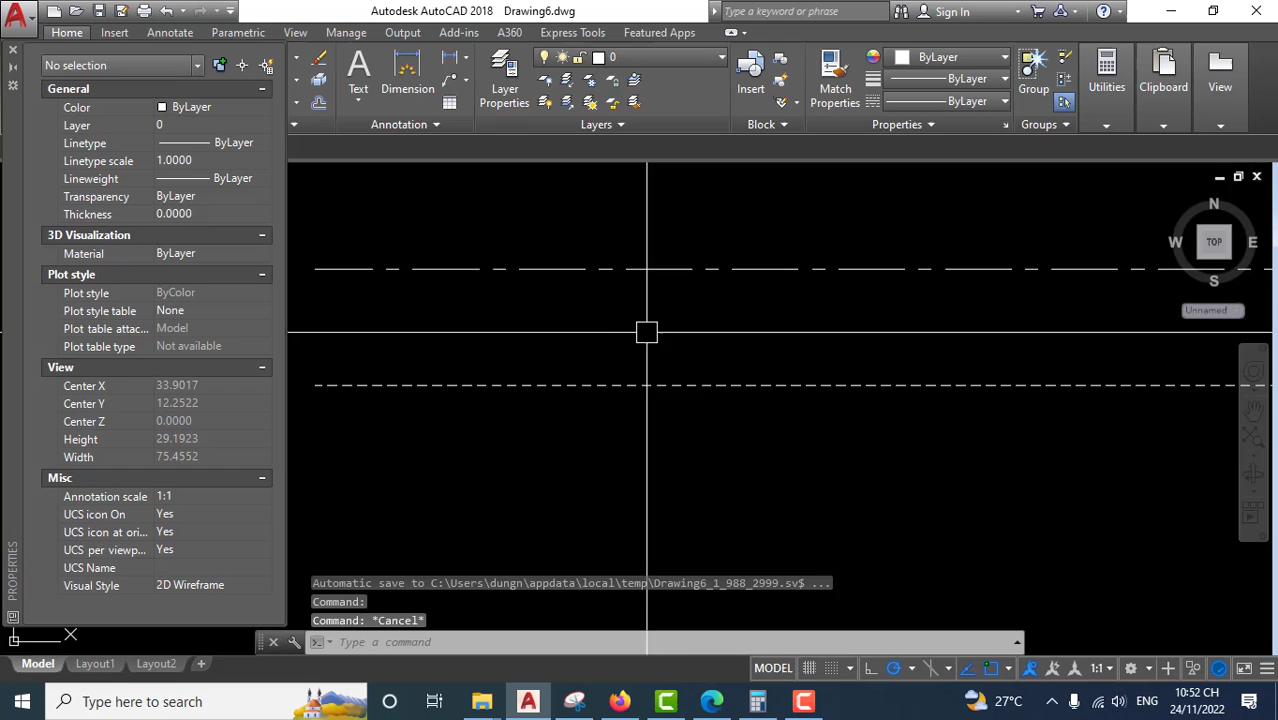 Autodesk AutoCAD 2018 Drawing6.dwg
Type a keyword or phrase
Sign In
Home Insert Annotate Parametric View Manage Output Add-ins A360 Express Tools Featured Apps
No selection
General
Color ByLayer
Layer 0
Linetype ByLayer
Linetype scale 1.0000
Lineweight ByLayer
Transparency ByLayer
Thickness 0.0000
3D Visualization
Material ByLayer
Plot style
Plot style ByColor
Plot style table None
Plot table attac... Model
Plot table type Not available
View
Center X 33.9017
Center Y 12.2522
Center Z 0.0000
Height 29.1923
Width 75.4552
Misc
Annotation scale 1:1
UCS icon On Yes
UCS icon at ori... Yes
UCS per viewp... Yes
UCS Name
Visual Style 2D Wireframe
PROPERTIES
Text
Dimension
Annotation
Layer
Properties
0
Layers
Insert
Block
Match
Properties
ByLayer
ByLayer
ByLayer
Properties
Group
Groups
Utilities
Clipboard
View
N
W TOP E
S
Unnamed
Automatic save to C:\Users\dungn\appdata\local\temp\Drawing6_1_988_2999.sv$ ...
Command:
Command: *Cancel*
Type a command
X
Model Layout1 Layout2
MODEL
1:1
Type here to search
27°C
ENG
10:52 CH
24/11/2022